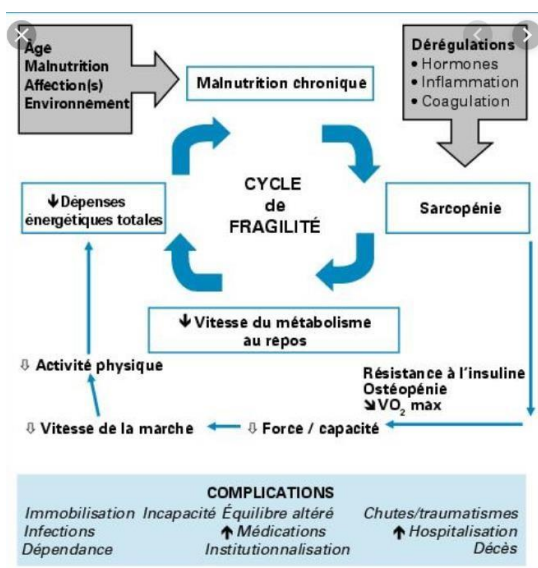 Âge
Malnutrition
Affection(s)
Environnement
Malnutrition chronique
Dérégulations
• Hormones
• Inflammation
• Coagulation
CYCLE
de
FRAGILITÉ
🡇 Dépenses
énergétiques totales
Sarcopénie
🡇 Vitesse du métabolisme
au repos
⇩ Activité physique
Résistance à l'insuline
Ostéopénie
↘ VO₂ max
⇩ Vitesse de la marche
⇩ Force / capacité
COMPLICATIONS
Immobilisation Incapacité Équilibre altéré Chutes/traumatismes
Infections 🡅 Médications 🡅 Hospitalisation
Dépendance Institutionnalisation Décès